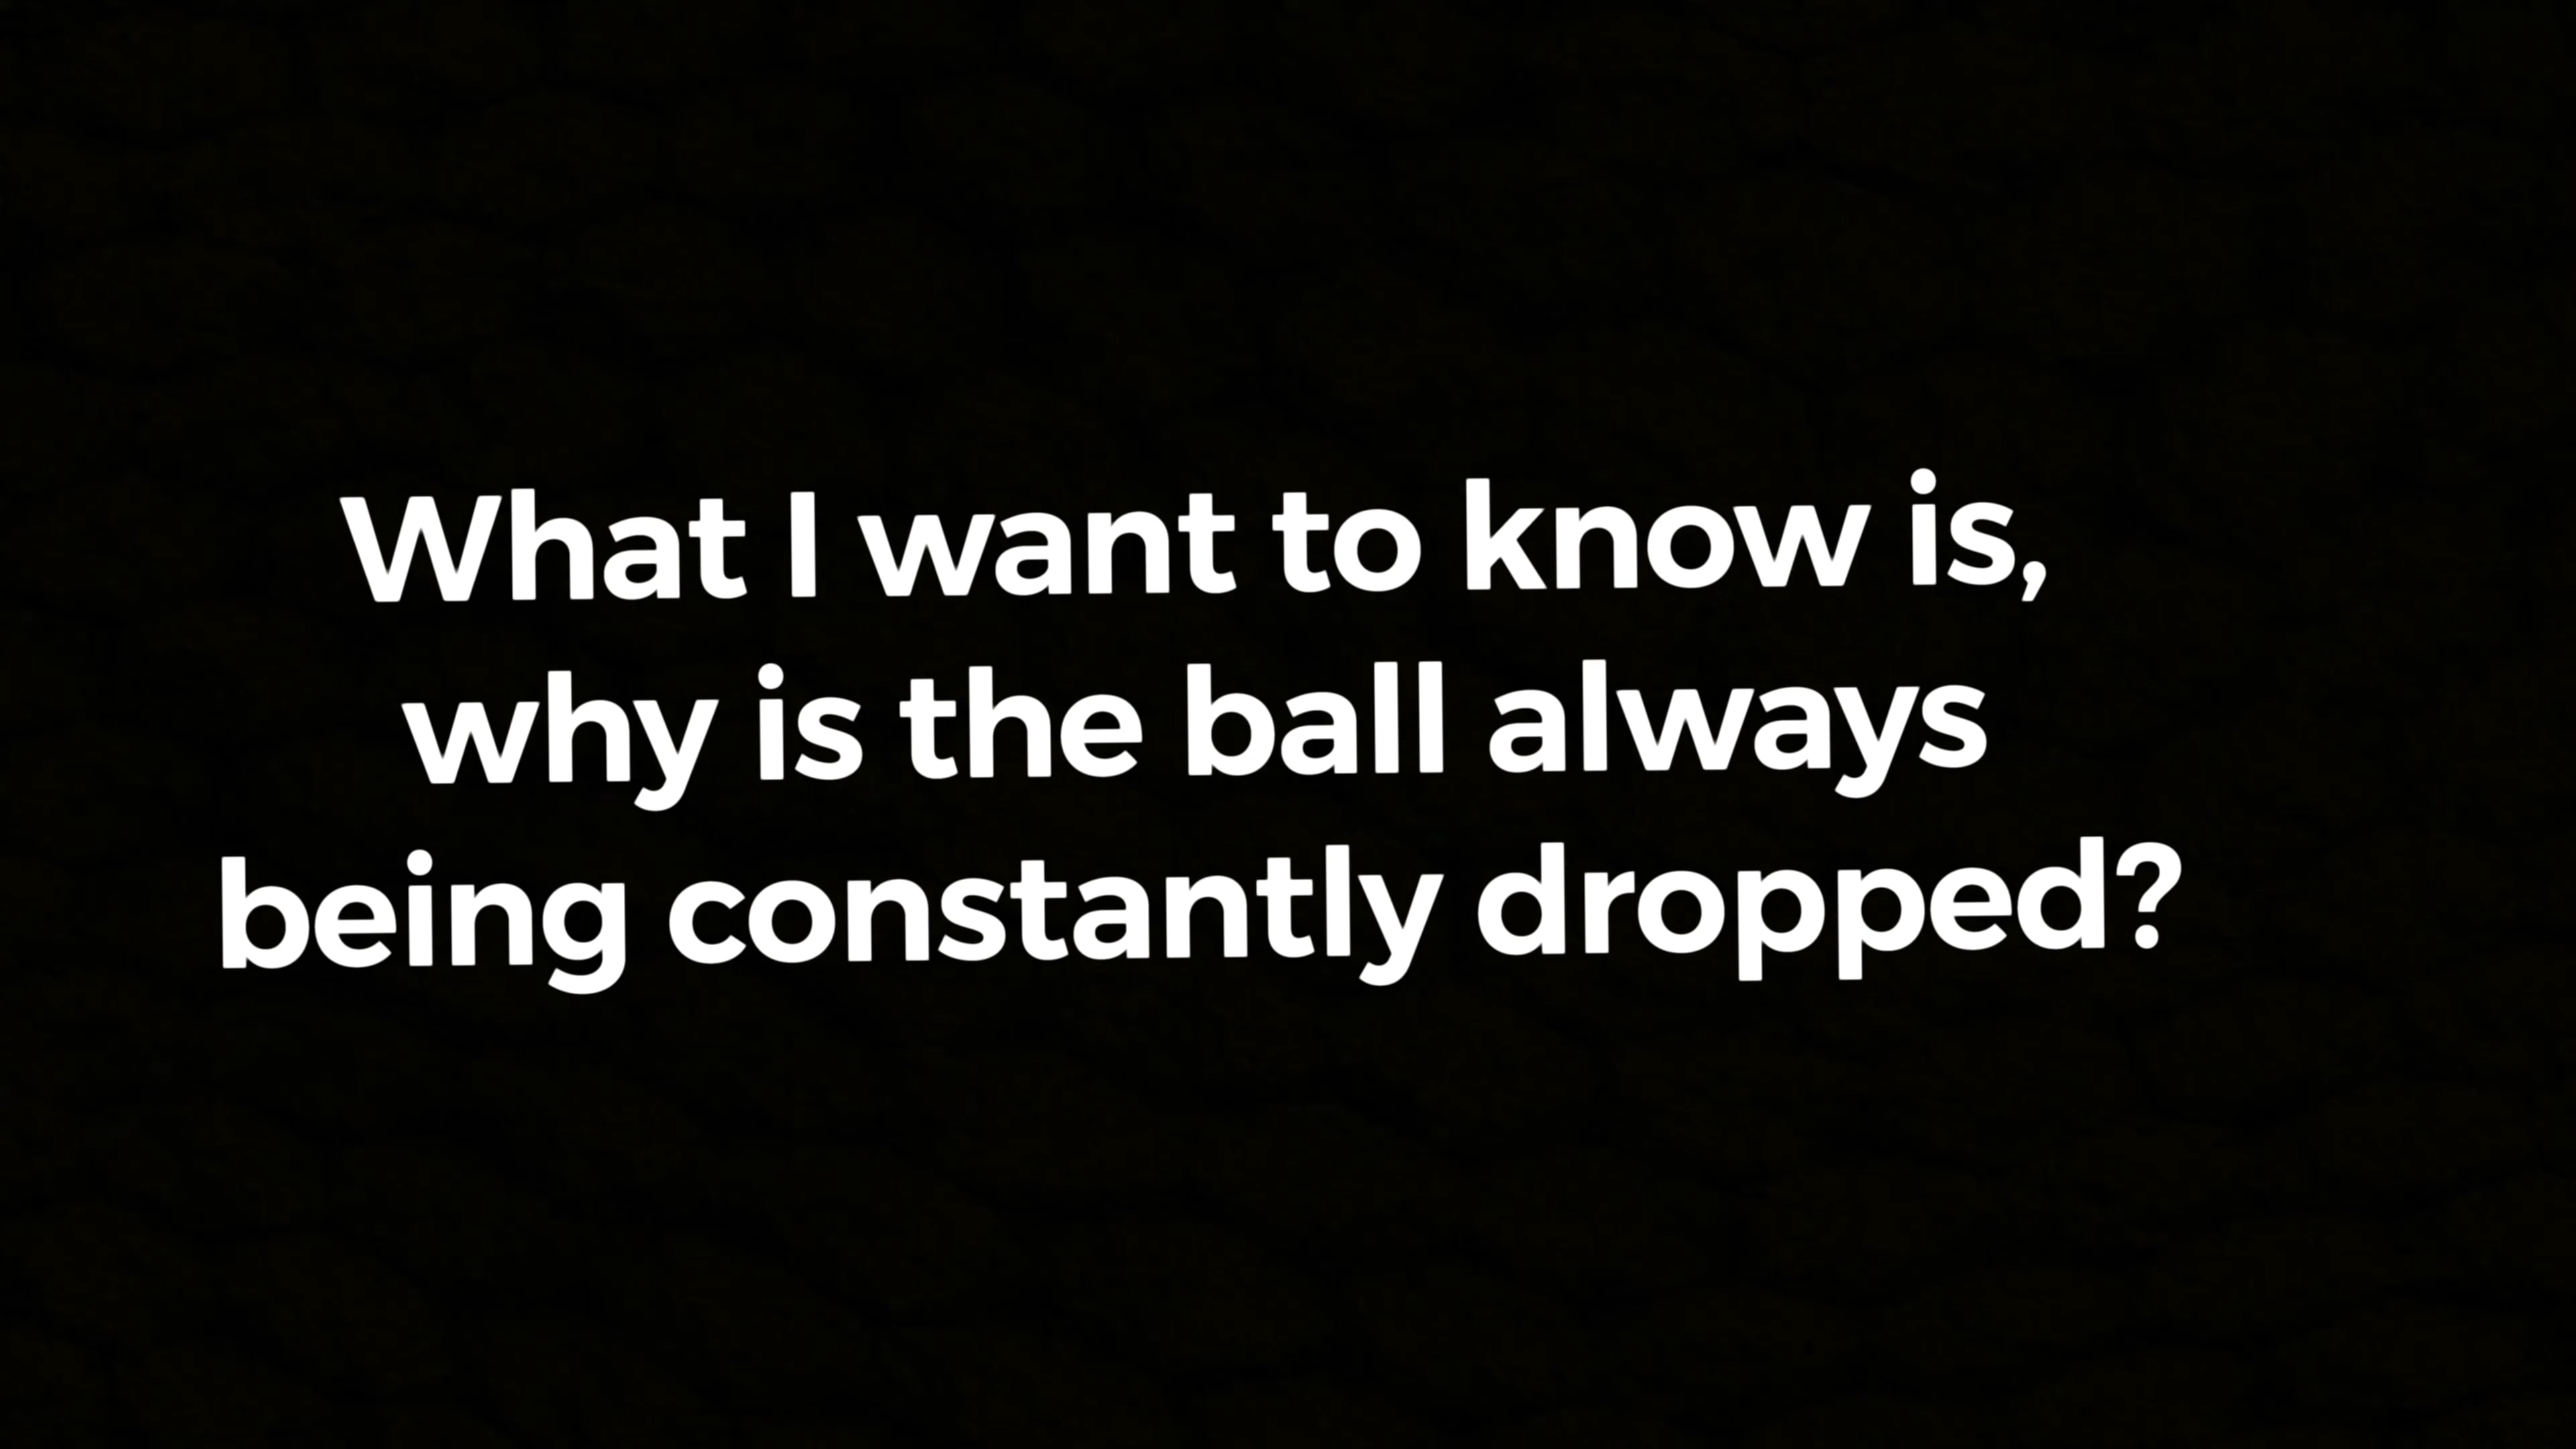 What I want to know is,
why is the ball always
being constantly dropped?